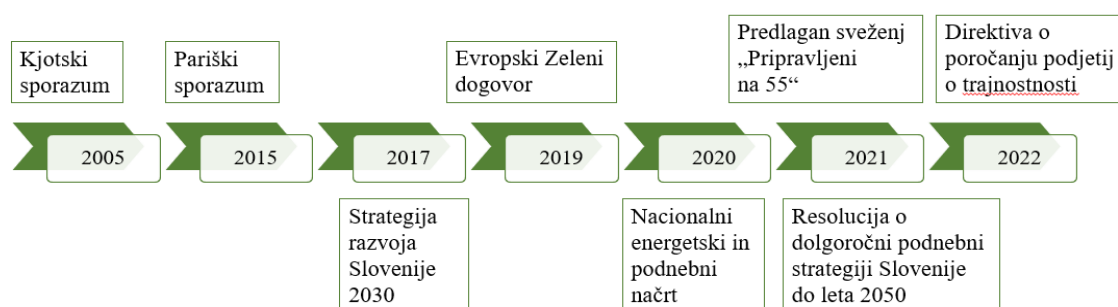 Kjotski
sporazum
Pariški
sporazum
Evropski Zeleni
dogovor
Predlagan sveženj
„Pripravljeni
na 55“
Direktiva o
poročanju podjetij
o trajnostnosti
2005
2015
2017
2019
2020
2021
2022
Strategija
razvoja
Slovenije
2030
Nacionalni
energetski in
podnebni
načrt
Resolucija o
dolgoročni podnebni
strategiji Slovenije
do leta 2050